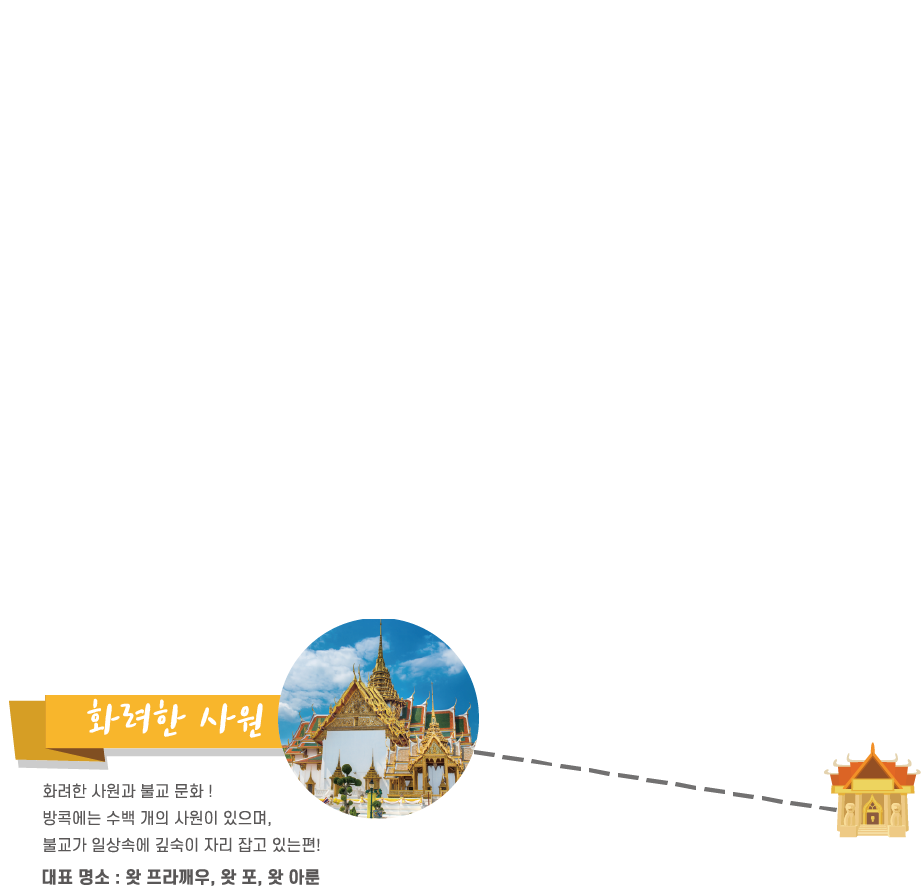 화려한 사원
화려한 사원과 불교 문화 !
방콕에는 수백 개의 사원이 있으며,
불교가 일상속에 깊숙이 자리 잡고 있는편!
대표 명소 : 왓 프라깨우, 왓 포, 왓 아룬